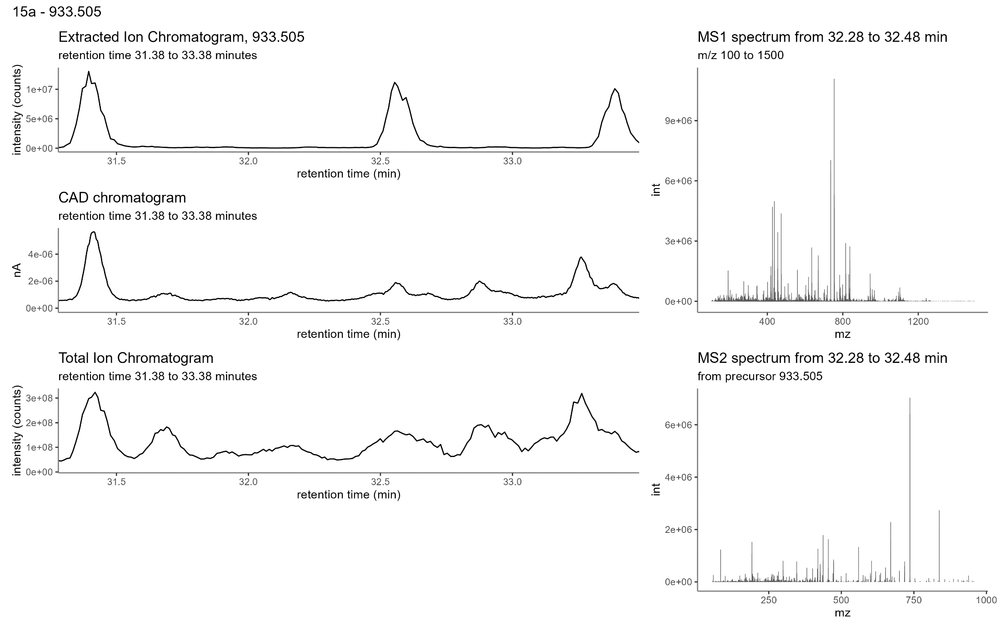 15a - 933.505
Extracted Ion Chromatogram, 933.505
retention time 31.38 to 33.38 minutes
intensity (counts)
1e+07
5e+06
0e+00
31.5 32.0 32.5 33.0
retention time (min)
CAD chromatogram
retention time 31.38 to 33.38 minutes
nA
4e-06
2e-06
0e+00
31.5 32.0 32.5 33.0
retention time (min)
Total Ion Chromatogram
retention time 31.38 to 33.38 minutes
intensity (counts)
3e+08
2e+08
1e+08
0e+00
31.5 32.0 32.5 33.0
retention time (min)
MS1 spectrum from 32.28 to 32.48 min
m/z 100 to 1500
int
9e+06
6e+06
3e+06
0e+00
400 800 1200
mz
MS2 spectrum from 32.28 to 32.48 min
from precursor 933.505
int
6e+06
4e+06
2e+06
0e+00
250 500 750 1000
mz